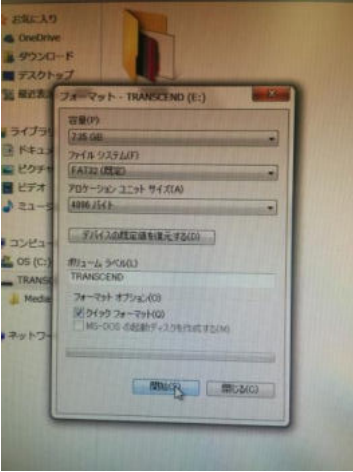 お気に入り
OneDrive
ダウンロード
デスクトップ
フォーマット - TRANSCEND (E:)
容量(P)
7.35 GB
ファイル システム(F)
FAT32 (既定)
アロケーション ユニット サイズ(A)
4096 バイト
デバイスの既定値を復元する(D)
ボリューム ラベル(L)
TRANSCEND
フォーマット オプション(O)
クイック フォーマット(Q)
MS-DOS の起動ディスクを作成する(M)
開始(S)
閉じる(C)
ライブラリ
ピクチャ
ビデオ
ミュージ
コンピュー
OS (C:)
TRANS
Media
ネットワー